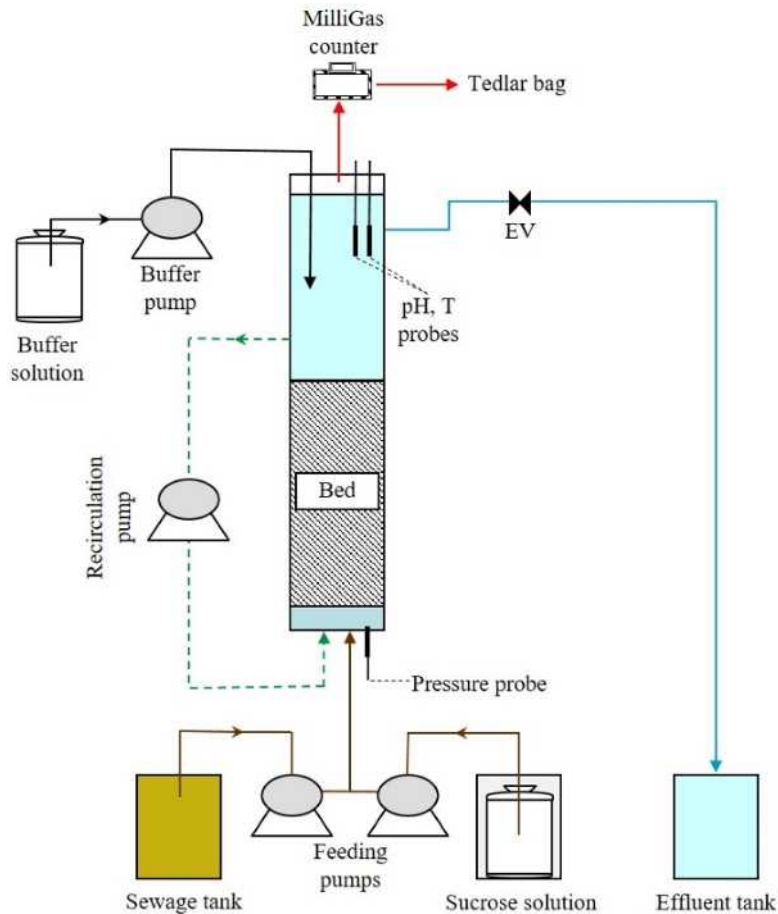 MilliGas
counter
Tedlar bag
EV
Buffer
pump
pH, T
probes
Buffer
solution
Bed
Recirculation
pump
Pressure probe
Feeding
pumps
Sewage tank
Sucrose solution
Effluent tank